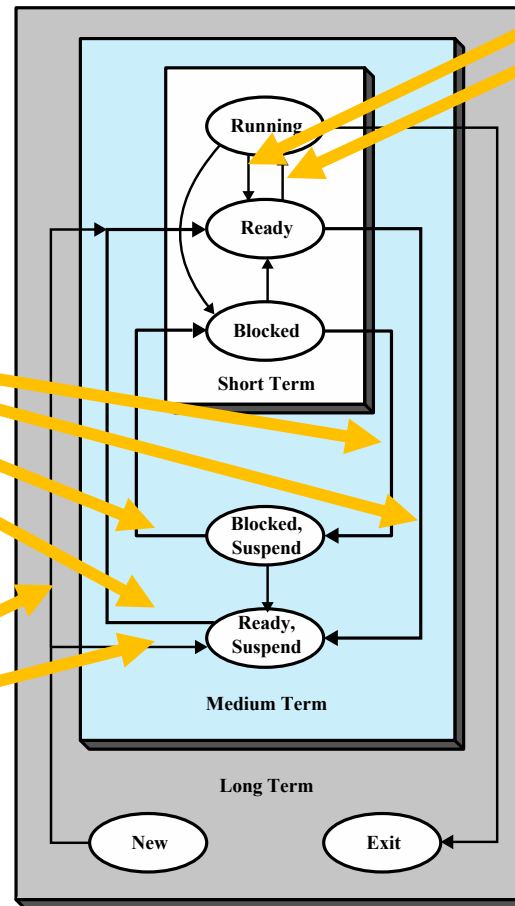 Running
Ready
Blocked
Short Term
Blocked,
Suspend
Ready,
Suspend
Medium Term
Long Term
New
Exit